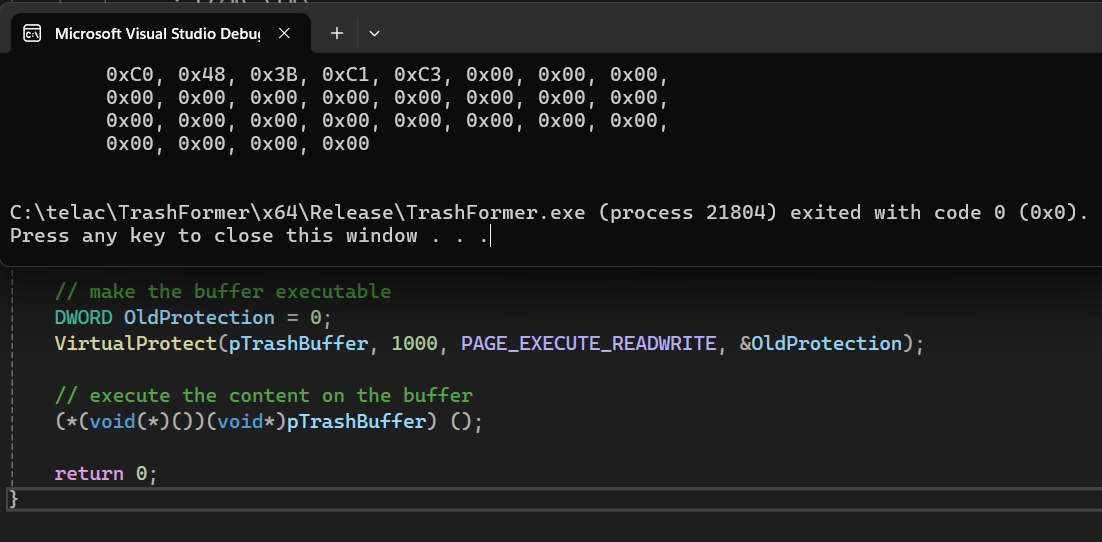 Microsoft Visual Studio Debug
0xC0, 0x48, 0x3B, 0xC1, 0xC3, 0x00, 0x00, 0x00,
0x00, 0x00, 0x00, 0x00, 0x00, 0x00, 0x00, 0x00,
0x00, 0x00, 0x00, 0x00, 0x00, 0x00, 0x00, 0x00,
0x00, 0x00, 0x00, 0x00
C:\telac\TrashFormer\x64\Release\TrashFormer.exe (process 21804) exited with code 0 (0x0).
Press any key to close this window . . .
// make the buffer executable
DWORD OldProtection = 0;
VirtualProtect(pTrashBuffer, 1000, PAGE_EXECUTE_READWRITE, &OldProtection);
// execute the content on the buffer
(*(void(*)())(void*)pTrashBuffer) ();
return 0;
}